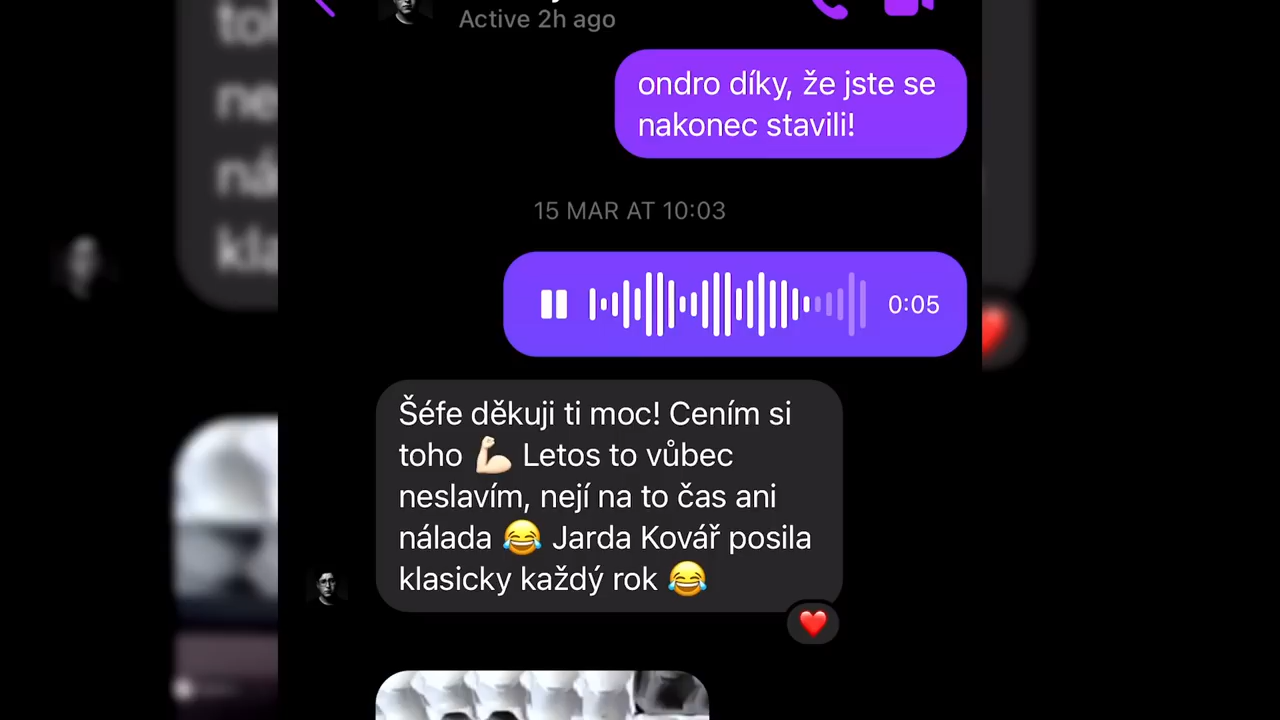 Active 2h ago
ondro díky, že jste se
nakonec stavili!
15 MAR AT 10:03
0:05
Šéfe děkuji ti moc! Cením si
toho 💪🏻 Letos to vůbec
neslavím, nejí na to čas ani
nálada 😂 Jarda Kovář posila
klasicky každý rok 😂